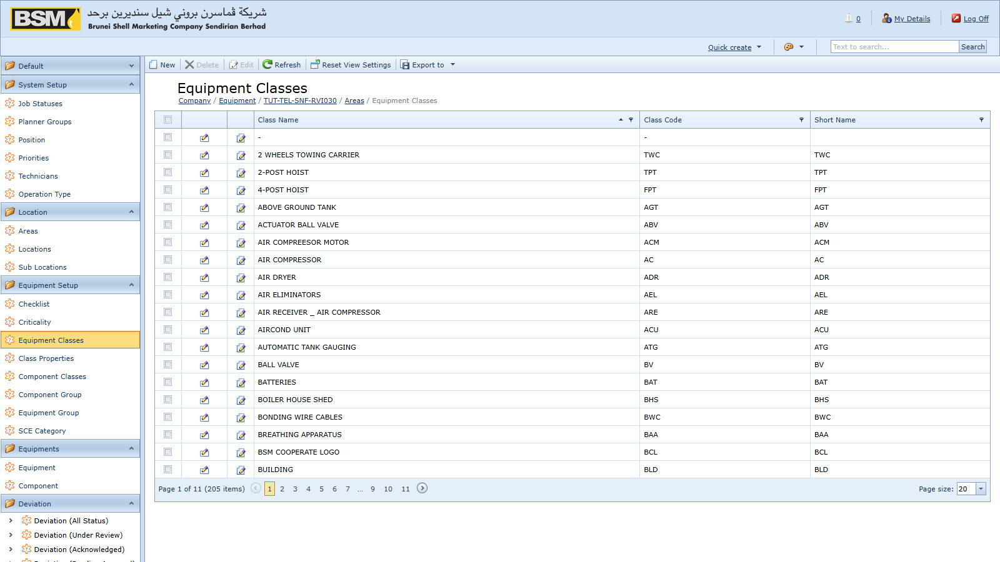 BSM
شريكة ڤماسرن بروني شيل سنديرين برحد
Brunei Shell Marketing Company Sendirian Berhad
0
My Details
Log Off
Quick create
Text to search...
Search
Default
System Setup
Job Statuses
Planner Groups
Position
Priorities
Technicians
Operation Type
Location
Areas
Locations
Sub Locations
Equipment Setup
Checklist
Criticality
Equipment Classes
Class Properties
Component Classes
Component Group
Equipment Group
SCE Category
Equipments
Equipment
Component
Deviation
Deviation (All Status)
Deviation (Under Review)
Deviation (Acknowledged)
New Delete Edit Refresh Reset View Settings Export to
Equipment Classes
Company / Equipment / TUT-TEL-SNF-RVI030 / Areas / Equipment Classes
Class Name Class Code Short Name
- -
2 WHEELS TOWING CARRIER TWC TWC
2-POST HOIST TPT TPT
4-POST HOIST FPT FPT
ABOVE GROUND TANK AGT AGT
ACTUATOR BALL VALVE ABV ABV
AIR COMPREESOR MOTOR ACM ACM
AIR COMPRESSOR AC AC
AIR DRYER ADR ADR
AIR ELIMINATORS AEL AEL
AIR RECEIVER _ AIR COMPRESSOR ARE ARE
AIRCOND UNIT ACU ACU
AUTOMATIC TANK GAUGING ATG ATG
BALL VALVE BV BV
BATTERIES BAT BAT
BOILER HOUSE SHED BHS BHS
BONDING WIRE CABLES BWC BWC
BREATHING APPARATUS BAA BAA
BSM COOPERATE LOGO BCL BCL
BUILDING BLD BLD
Page 1 of 11 (205 items) 1 2 3 4 5 6 7 ... 9 10 11 Page size: 20